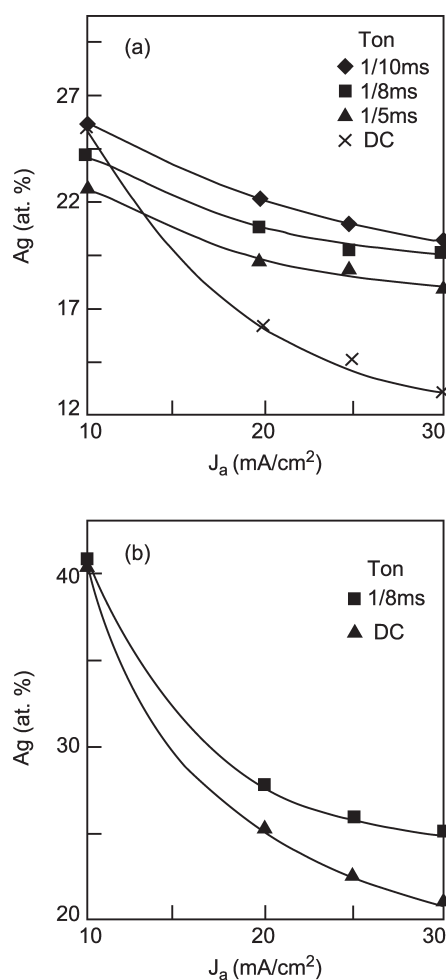 (a)
Ton
1/10ms
1/8ms
1/5ms
DC
Ag (at. %)
27
22
17
12
10
20
30
Jₐ (mA/cm²)
(b)
Ton
1/8ms
DC
Ag (at. %)
40
30
20
10
20
30
Jₐ (mA/cm²)